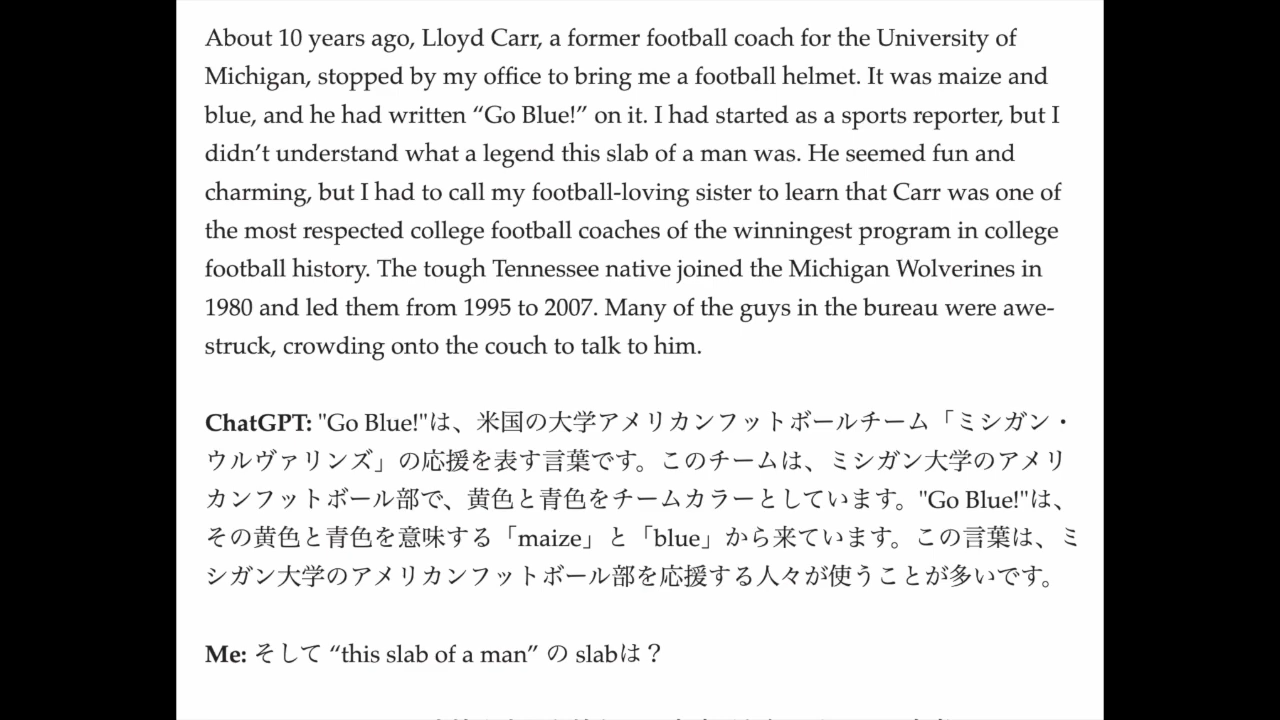 About 10 years ago, Lloyd Carr, a former football coach for the University of
Michigan, stopped by my office to bring me a football helmet. It was maize and
blue, and he had written “Go Blue!” on it. I had started as a sports reporter, but I
didn’t understand what a legend this slab of a man was. He seemed fun and
charming, but I had to call my football-loving sister to learn that Carr was one of
the most respected college football coaches of the winningest program in college
football history. The tough Tennessee native joined the Michigan Wolverines in
1980 and led them from 1995 to 2007. Many of the guys in the bureau were awe-
struck, crowding onto the couch to talk to him.
ChatGPT: "Go Blue!"は、米国の大学アメリカンフットボールチーム「ミシガン・
ウルヴァリンズ」の応援を表す言葉です。このチームは、ミシガン大学のアメリ
カンフットボール部で、黄色と青色をチームカラーとしています。"Go Blue!"は、
その黄色と青色を意味する「maize」と「blue」から来ています。この言葉は、ミ
シガン大学のアメリカンフットボール部を応援する人々が使うことが多いです。
Me: そして “this slab of a man” の slabは？